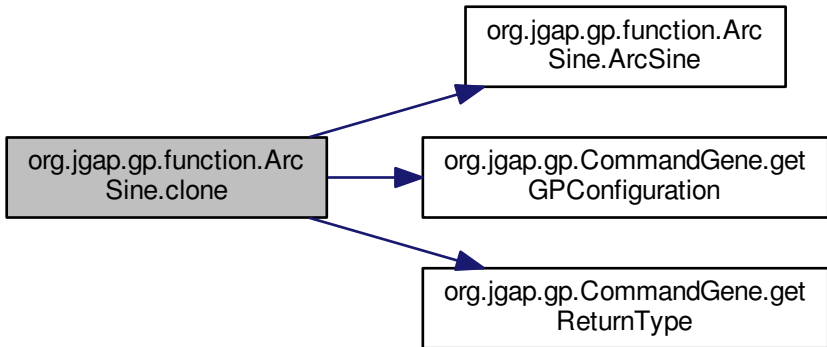 org.jgap.gp.function.Arc
Sine.ArcSine
org.jgap.gp.function.Arc
Sine.clone
org.jgap.gp.CommandGene.get
GPConfiguration
org.jgap.gp.CommandGene.get
ReturnType